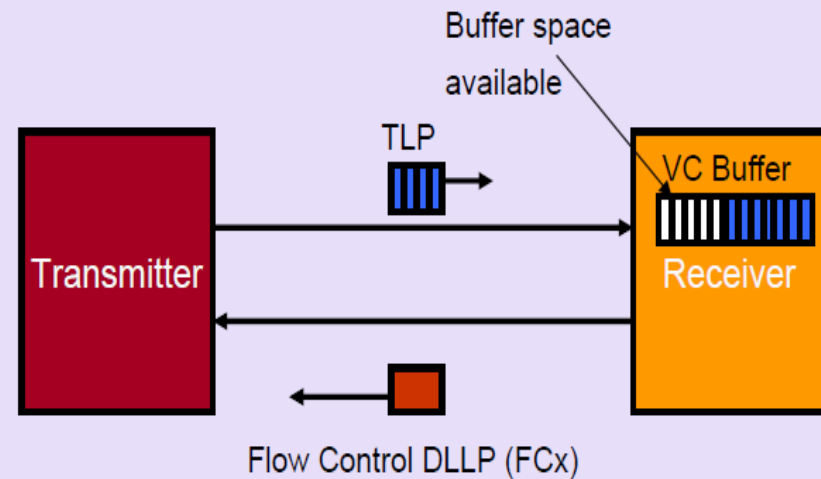 Buffer space
available
TLP
VC Buffer
Transmitter
Receiver
Flow Control DLLP (FCx)